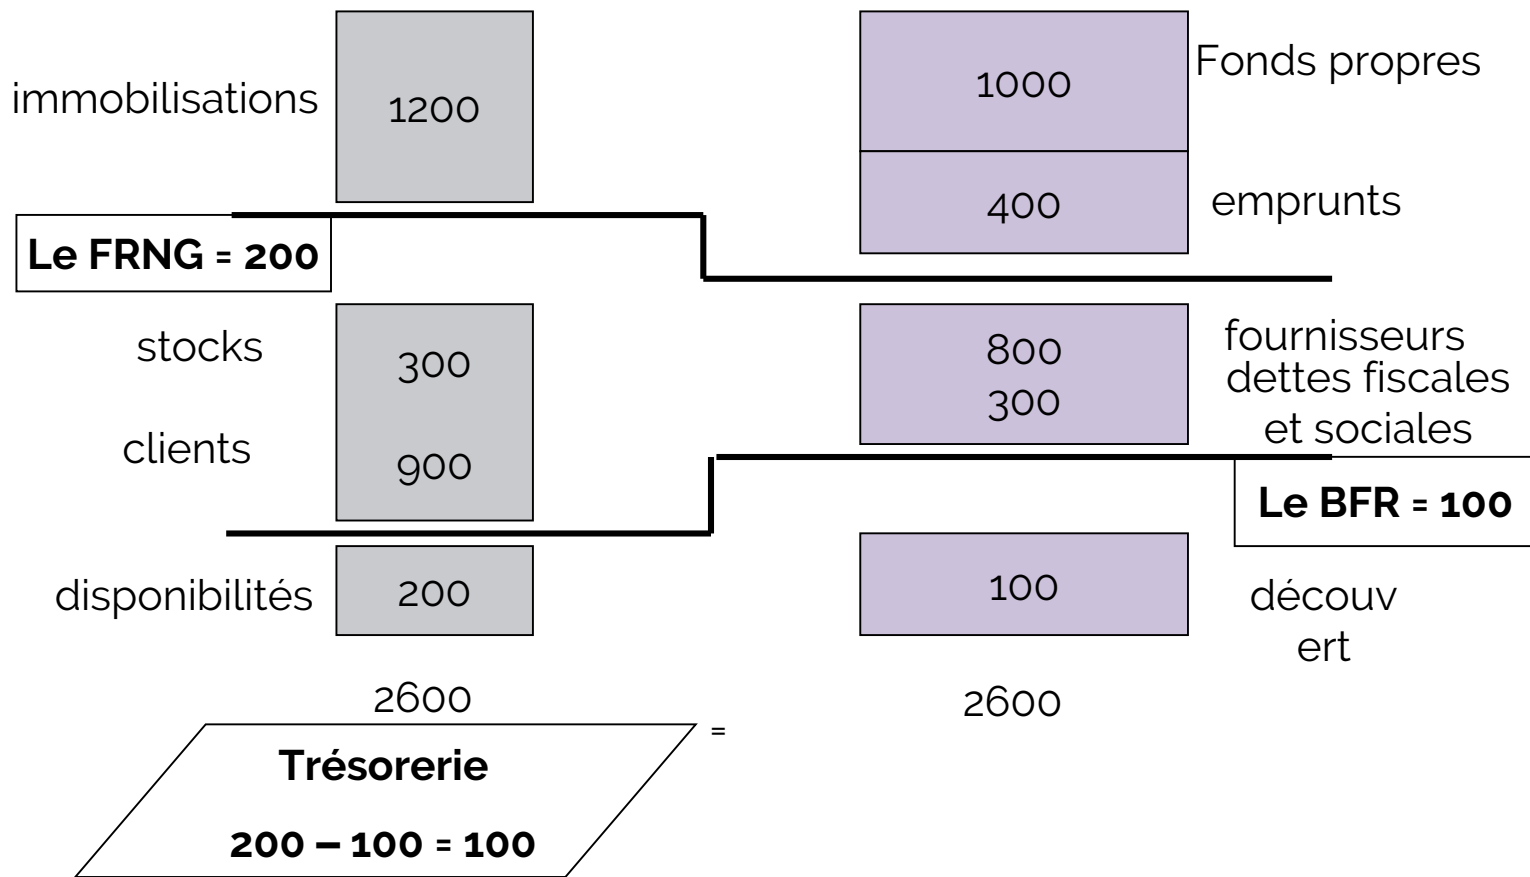 immobilisations
1200
1000
Fonds propres
400
emprunts
Le FRNG = 200
stocks
300
clients
900
800
300
fournisseurs
dettes fiscales
et sociales
Le BFR = 100
disponibilités
200
100
découv
ert
2600
=
2600
Trésorerie
200 – 100 = 100